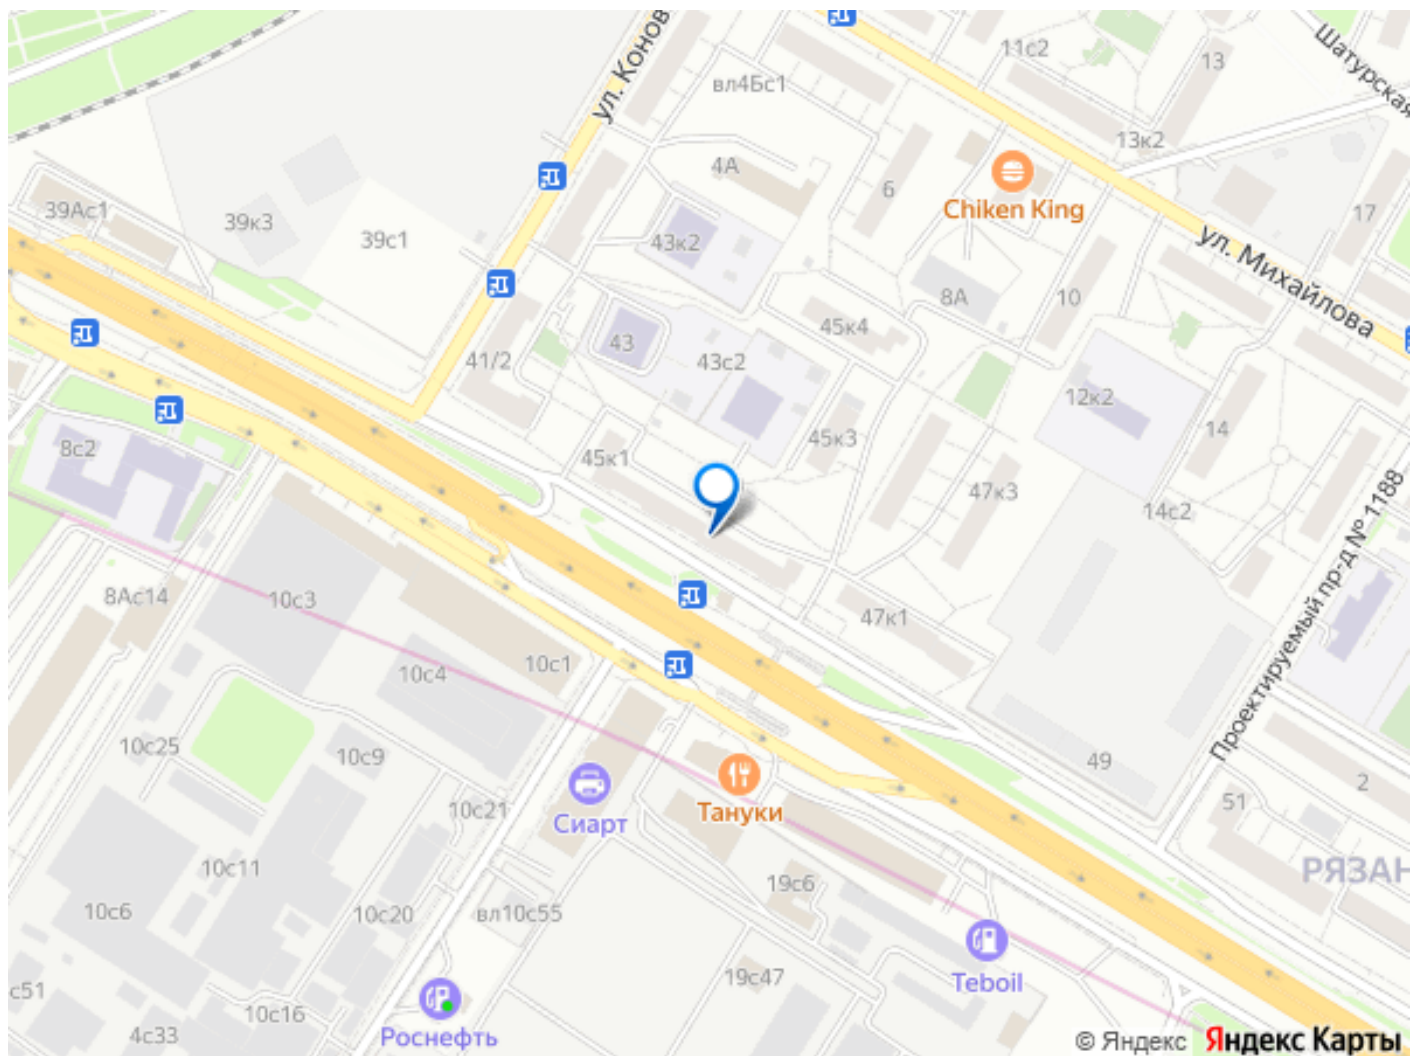 Шатурская
11с2
13
ул. Конов
вл4Бс1
13к2
4А
6
Chiken King
17
39Ас1
39к3
39с1
43к2
ул. Михайлова
8А
10
45к4
43
43с2
41/2
12к2
14
45к3
45к1
8с2
47к3
14с2
Проектируемый пр-д № 1188
8Ас14
10с3
47к1
10с1
10с4
10с25
10с9
49
2
51
10с21
Сиарт
Тануки
10с11
РЯЗАН
19с6
10с6
10с20
вл10с55
19с47
Teboil
с51
10с16
4с33
Роснефть
© Яндекс Яндекс Карты